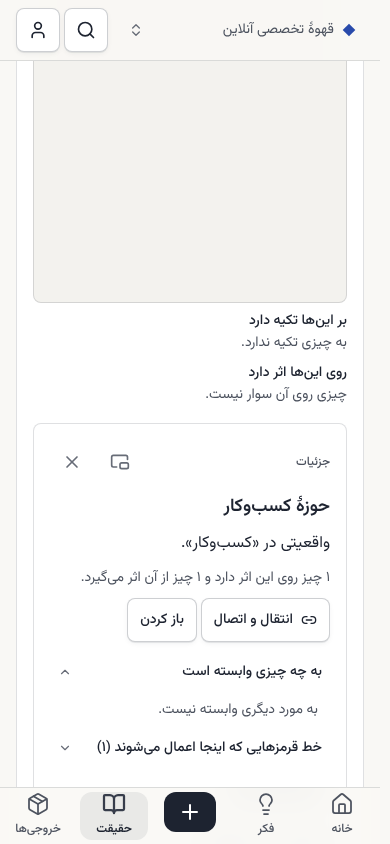 قهوهٔ تخصصی آنلاین
بر این‌ها تکیه دارد
به چیزی تکیه ندارد.
روی این‌ها اثر دارد
چیزی روی آن سوار نیست.
جزئیات
حوزهٔ کسب‌وکار
واقعیتی در «کسب‌وکار».
۱ چیز روی این اثر دارد و ۱ چیز از آن اثر می‌گیرد.
انتقال و اتصال
باز کردن
به چه چیزی وابسته است
به مورد دیگری وابسته نیست.
خط قرمزهایی که اینجا اعمال می‌شوند (۱)
خانه
فکر
حقیقت
خروجی‌ها